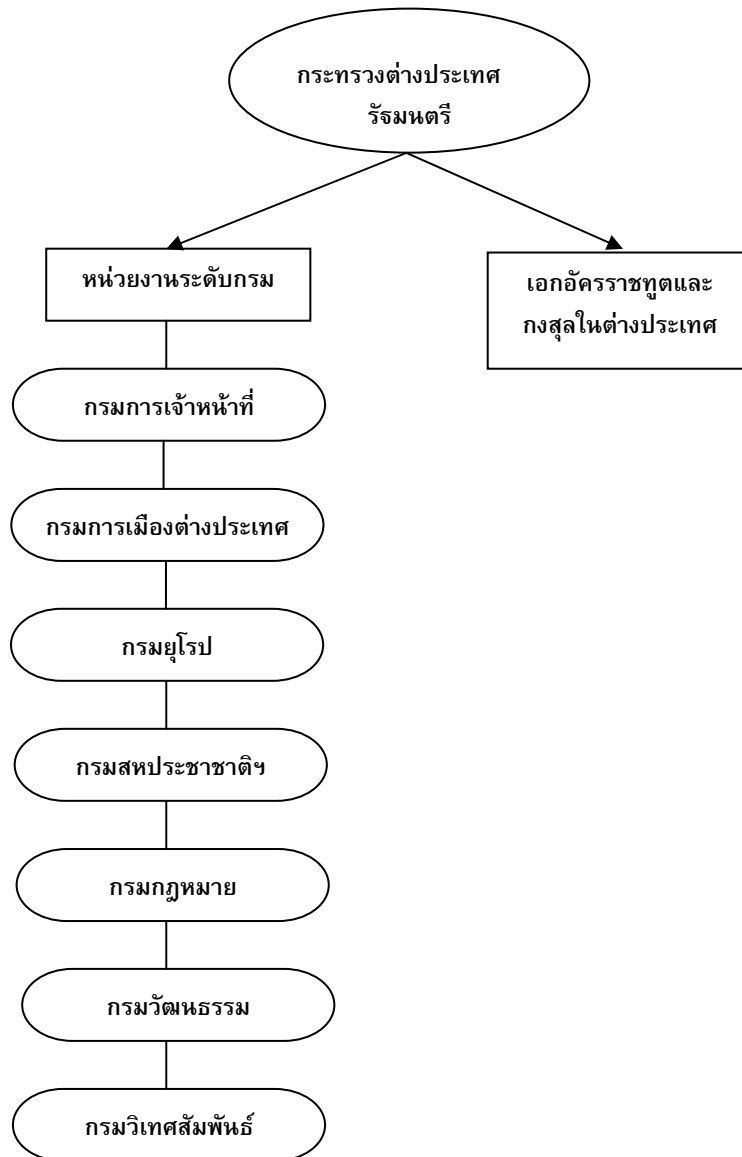 กระทรวงต่างประเทศ
รัฐมนตรี
หน่วยงานระดับกรม
เอกอัครราชทูตและ
กงสุลในต่างประเทศ
กรมการเจ้าหน้าที่
กรมการเมืองต่างประเทศ
กรมยุโรป
กรมสหประชาชาติฯ
กรมกฎหมาย
กรมวัฒนธรรม
กรมวิเทศสัมพันธ์